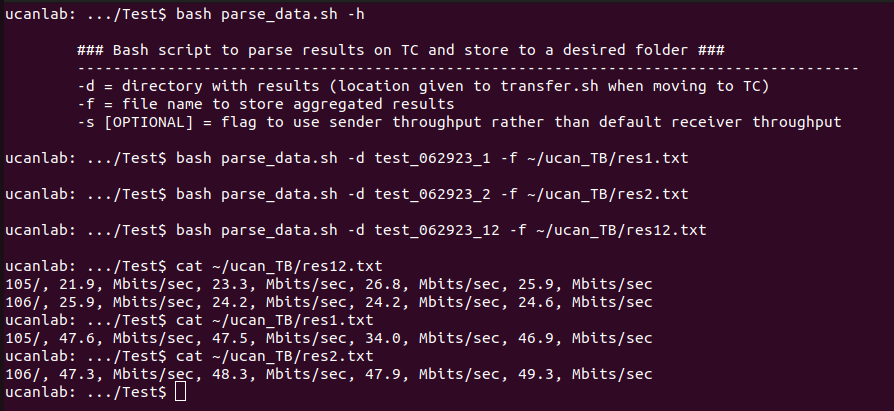 ucanlab: .../Test$ bash parse_data.sh -h
### Bash script to parse results on TC and store to a desired folder ###
---------------------------------------------------------------------------------------
-d = directory with results (location given to transfer.sh when moving to TC)
-f = file name to store aggregated results
-s [OPTIONAL] = flag to use sender throughput rather than default receiver throughput
ucanlab: .../Test$ bash parse_data.sh -d test_062923_1 -f ~/ucan_TB/res1.txt
ucanlab: .../Test$ bash parse_data.sh -d test_062923_2 -f ~/ucan_TB/res2.txt
ucanlab: .../Test$ bash parse_data.sh -d test_062923_12 -f ~/ucan_TB/res12.txt
ucanlab: .../Test$ cat ~/ucan_TB/res12.txt
105/, 21.9, Mbits/sec, 23.3, Mbits/sec, 26.8, Mbits/sec, 25.9, Mbits/sec
106/, 25.9, Mbits/sec, 24.2, Mbits/sec, 24.2, Mbits/sec, 24.6, Mbits/sec
ucanlab: .../Test$ cat ~/ucan_TB/res1.txt
105/, 47.6, Mbits/sec, 47.5, Mbits/sec, 34.0, Mbits/sec, 46.9, Mbits/sec
ucanlab: .../Test$ cat ~/ucan_TB/res2.txt
106/, 47.3, Mbits/sec, 48.3, Mbits/sec, 47.9, Mbits/sec, 49.3, Mbits/sec
ucanlab: .../Test$